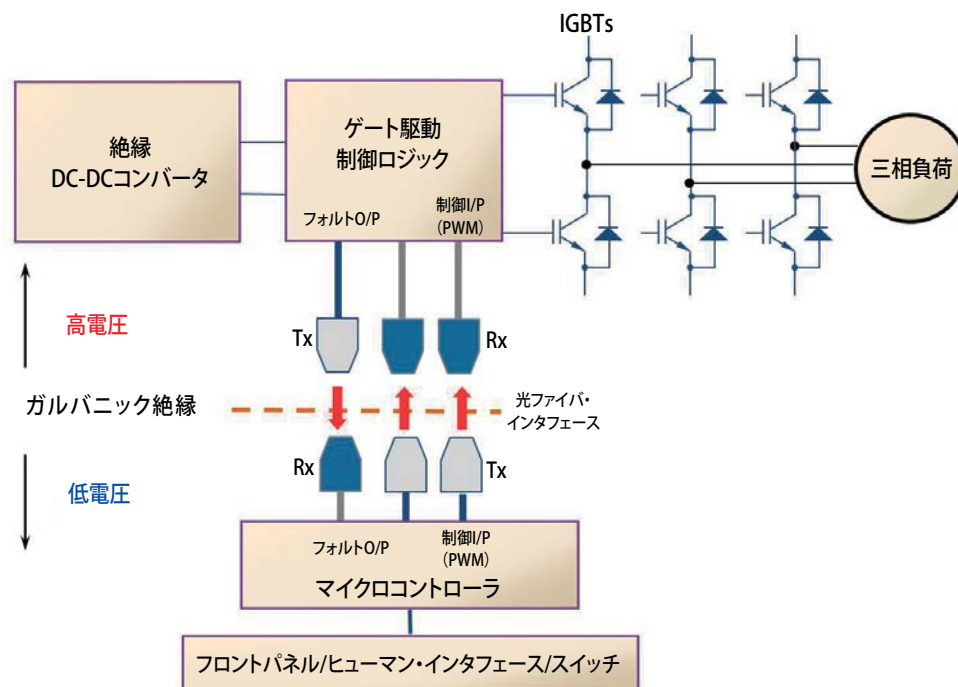 IGBTs
絶縁
DC-DCコンバータ
ゲート駆動
制御ロジック
フォルトO/P
制御I/P
(PWM)
三相負荷
高電圧
Tx
Rx
ガルバニック絶縁
光ファイバ・
インタフェース
低電圧
Rx
Tx
フォルトO/P
制御I/P
(PWM)
マイクロコントローラ
フロントパネル/ヒューマン・インタフェース/スイッチ